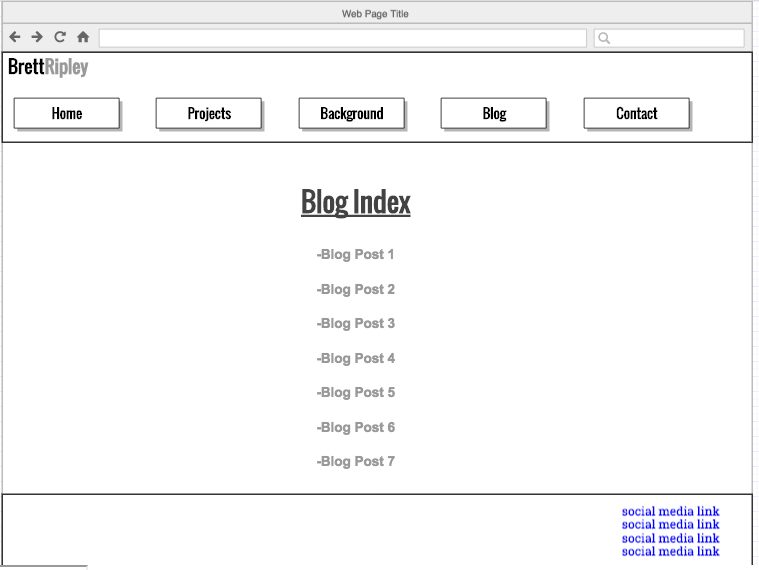 Web Page Title
BrettRipley
Home Projects Background Blog Contact
Blog Index
-Blog Post 1
-Blog Post 2
-Blog Post 3
-Blog Post 4
-Blog Post 5
-Blog Post 6
-Blog Post 7
social media link
social media link
social media link
social media link